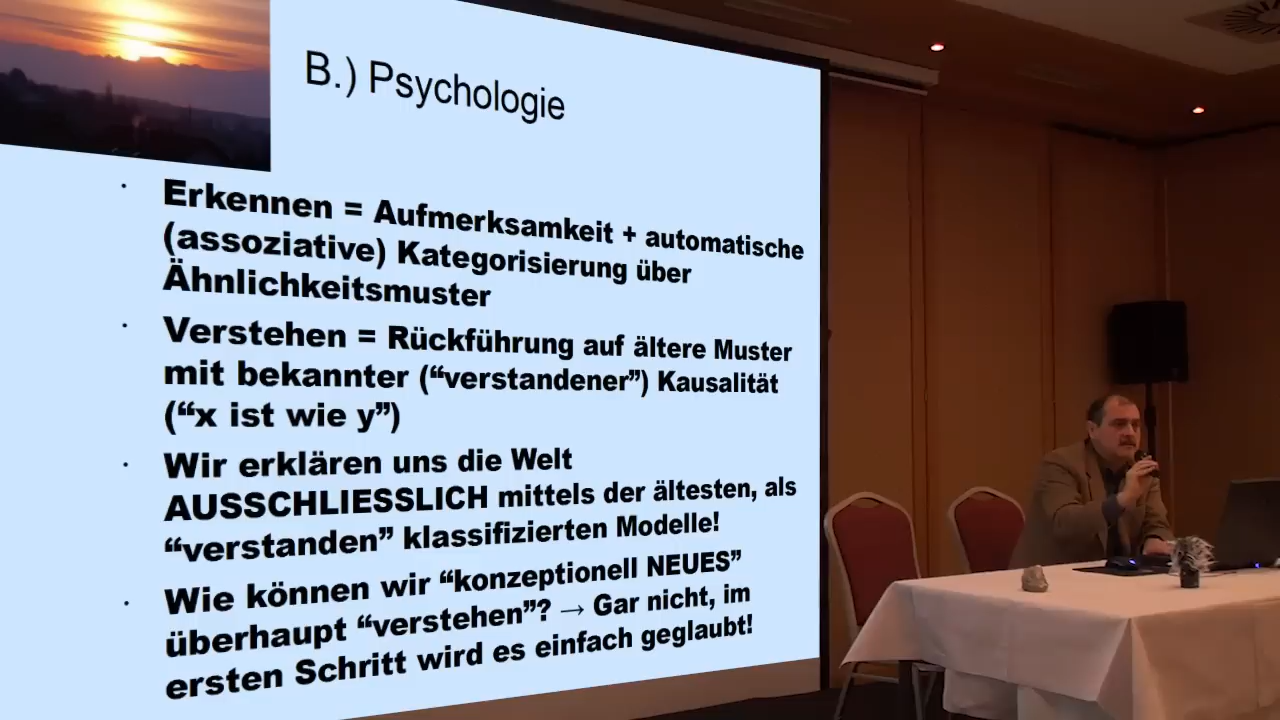 B.) Psychologie
· Erkennen = Aufmerksamkeit + automatische
(assoziative) Kategorisierung über
Ähnlichkeitsmuster
· Verstehen = Rückführung auf ältere Muster
mit bekannter (“verstandener”) Kausalität
(“x ist wie y”)
· Wir erklären uns die Welt
AUSSCHLIESSLICH mittels der ältesten, als
“verstanden” klassifizierten Modelle!
· Wie können wir “konzeptionell NEUES”
überhaupt “verstehen”? → Gar nicht, im
ersten Schritt wird es einfach geglaubt!